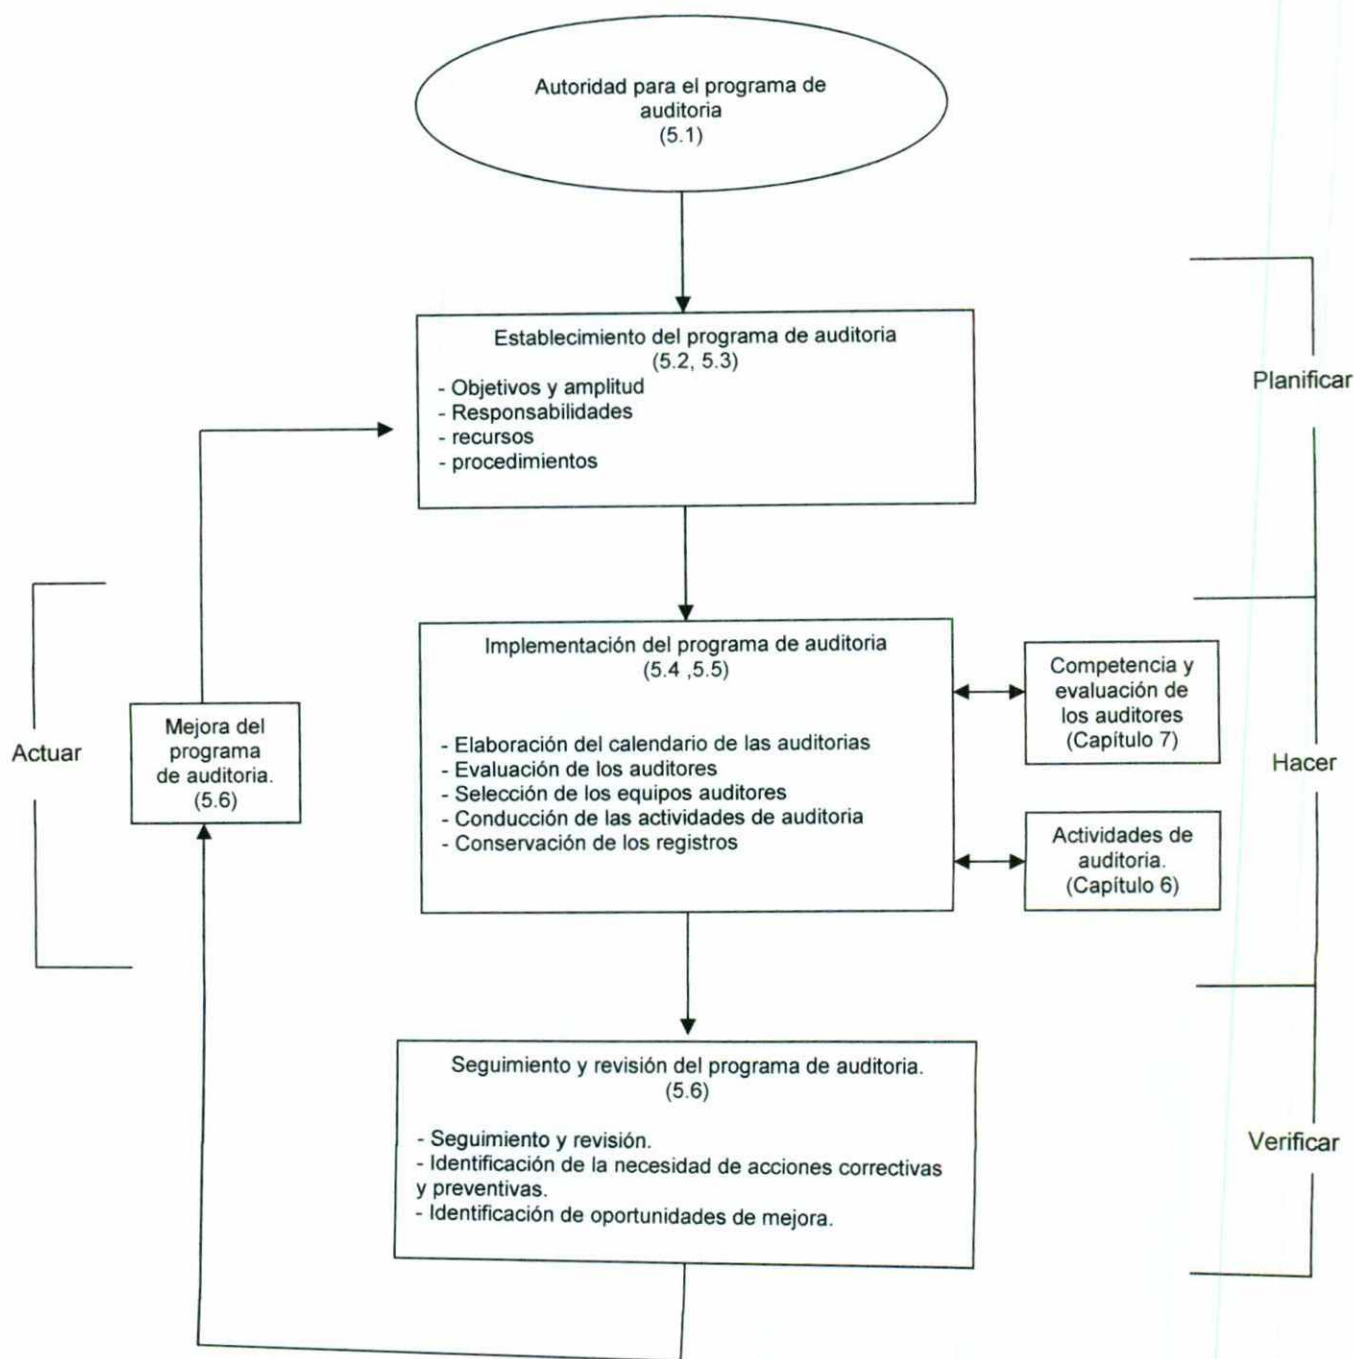 Autoridad para el programa de
auditoria
(5.1)
Establecimiento del programa de auditoria
(5.2, 5.3)
- Objetivos y amplitud
- Responsabilidades
- recursos
- procedimientos
Planificar
Implementación del programa de auditoria
(5.4 ,5.5)
- Elaboración del calendario de las auditorias
- Evaluación de los auditores
- Selección de los equipos auditores
- Conducción de las actividades de auditoria
- Conservación de los registros
Competencia y
evaluación de
los auditores
(Capítulo 7)
Actividades de
auditoria.
(Capítulo 6)
Hacer
Actuar
Mejora del
programa
de auditoria.
(5.6)
Seguimiento y revisión del programa de auditoria.
(5.6)
- Seguimiento y revisión.
- Identificación de la necesidad de acciones correctivas
y preventivas.
- Identificación de oportunidades de mejora.
Verificar